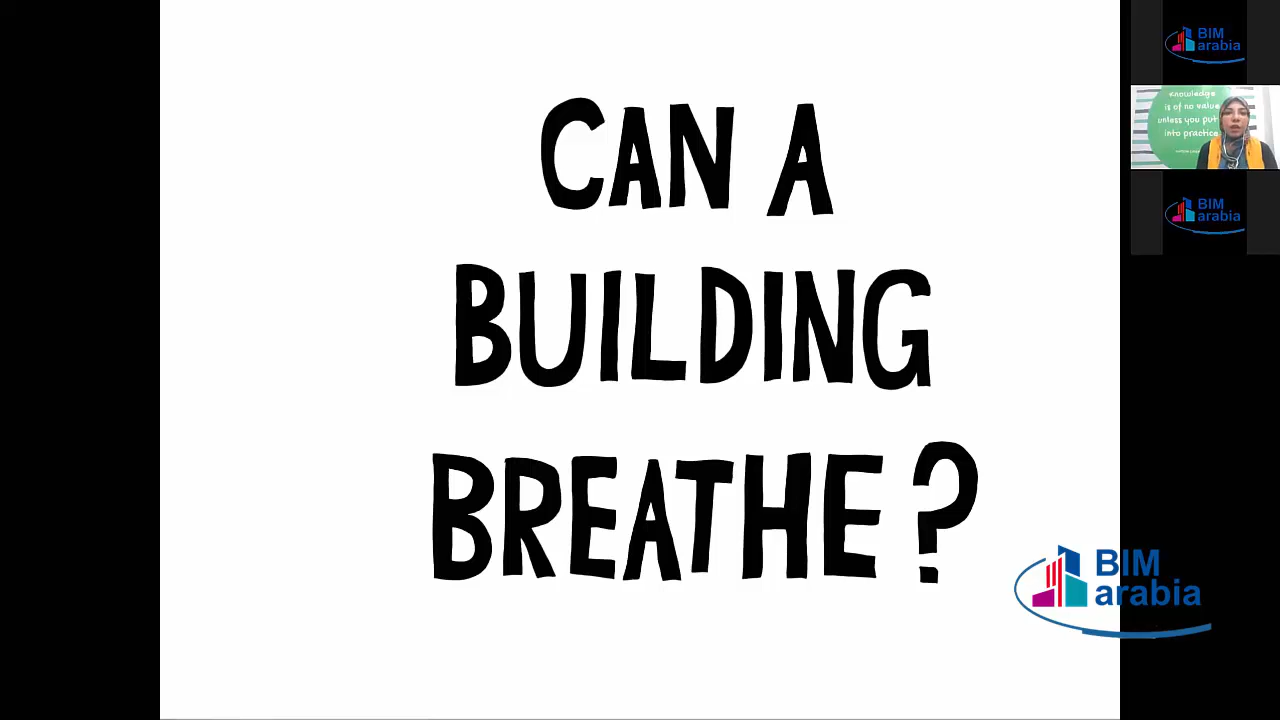 CAN A
BUILDING
BREATHE?
BIM
arabia
BIM
arabia
knowledge
is of no value
unless you put
into practice
BIM
arabia